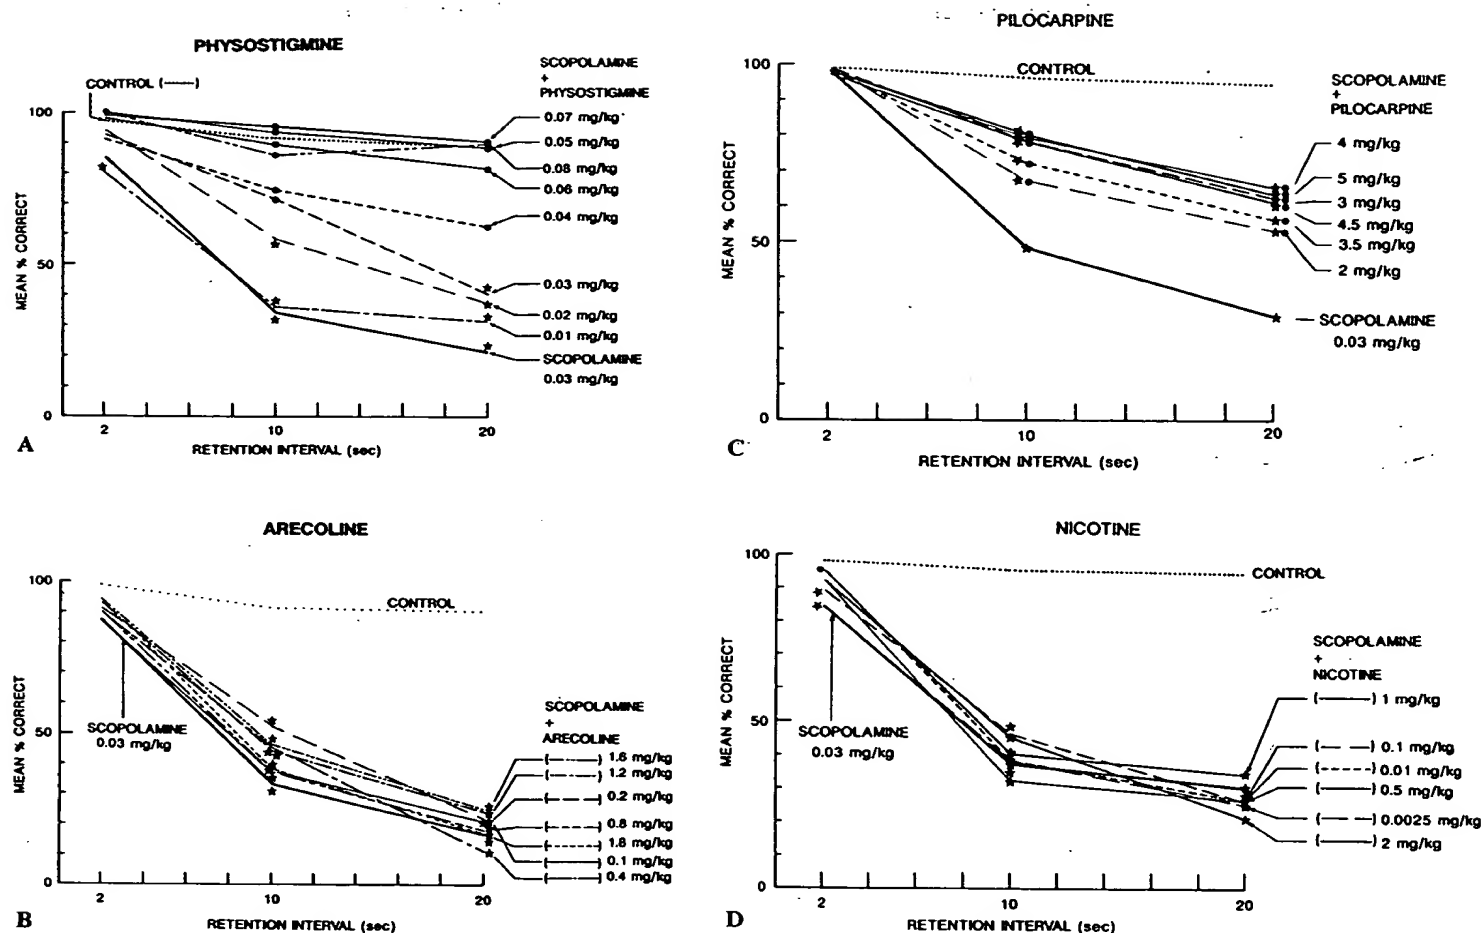 PHYSOSTIGMINE
CONTROL (——)
SCOPOLAMINE
+
PHYSOSTIGMINE
0.07 mg/kg
0.05 mg/kg
0.08 mg/kg
0.06 mg/kg
0.04 mg/kg
0.03 mg/kg
0.02 mg/kg
0.01 mg/kg
SCOPOLAMINE
0.03 mg/kg
MEAN % CORRECT
100
50
0
2
10
20
RETENTION INTERVAL (sec)
A
PILOCARPINE
CONTROL
SCOPOLAMINE
+
PILOCARPINE
4 mg/kg
5 mg/kg
3 mg/kg
4.5 mg/kg
3.5 mg/kg
2 mg/kg
SCOPOLAMINE
0.03 mg/kg
MEAN % CORRECT
100
50
0
2
10
20
RETENTION INTERVAL (sec)
C
ARECOLINE
CONTROL
SCOPOLAMINE
0.03 mg/kg
SCOPOLAMINE
+
ARECOLINE
1.6 mg/kg
1.2 mg/kg
0.2 mg/kg
0.8 mg/kg
1.8 mg/kg
0.1 mg/kg
0.4 mg/kg
MEAN % CORRECT
100
50
0
2
10
20
RETENTION INTERVAL (sec)
B
NICOTINE
CONTROL
SCOPOLAMINE
0.03 mg/kg
SCOPOLAMINE
+
NICOTINE
1 mg/kg
0.1 mg/kg
0.01 mg/kg
0.5 mg/kg
0.0025 mg/kg
2 mg/kg
MEAN % CORRECT
100
50
0
2
10
20
RETENTION INTERVAL (sec)
D